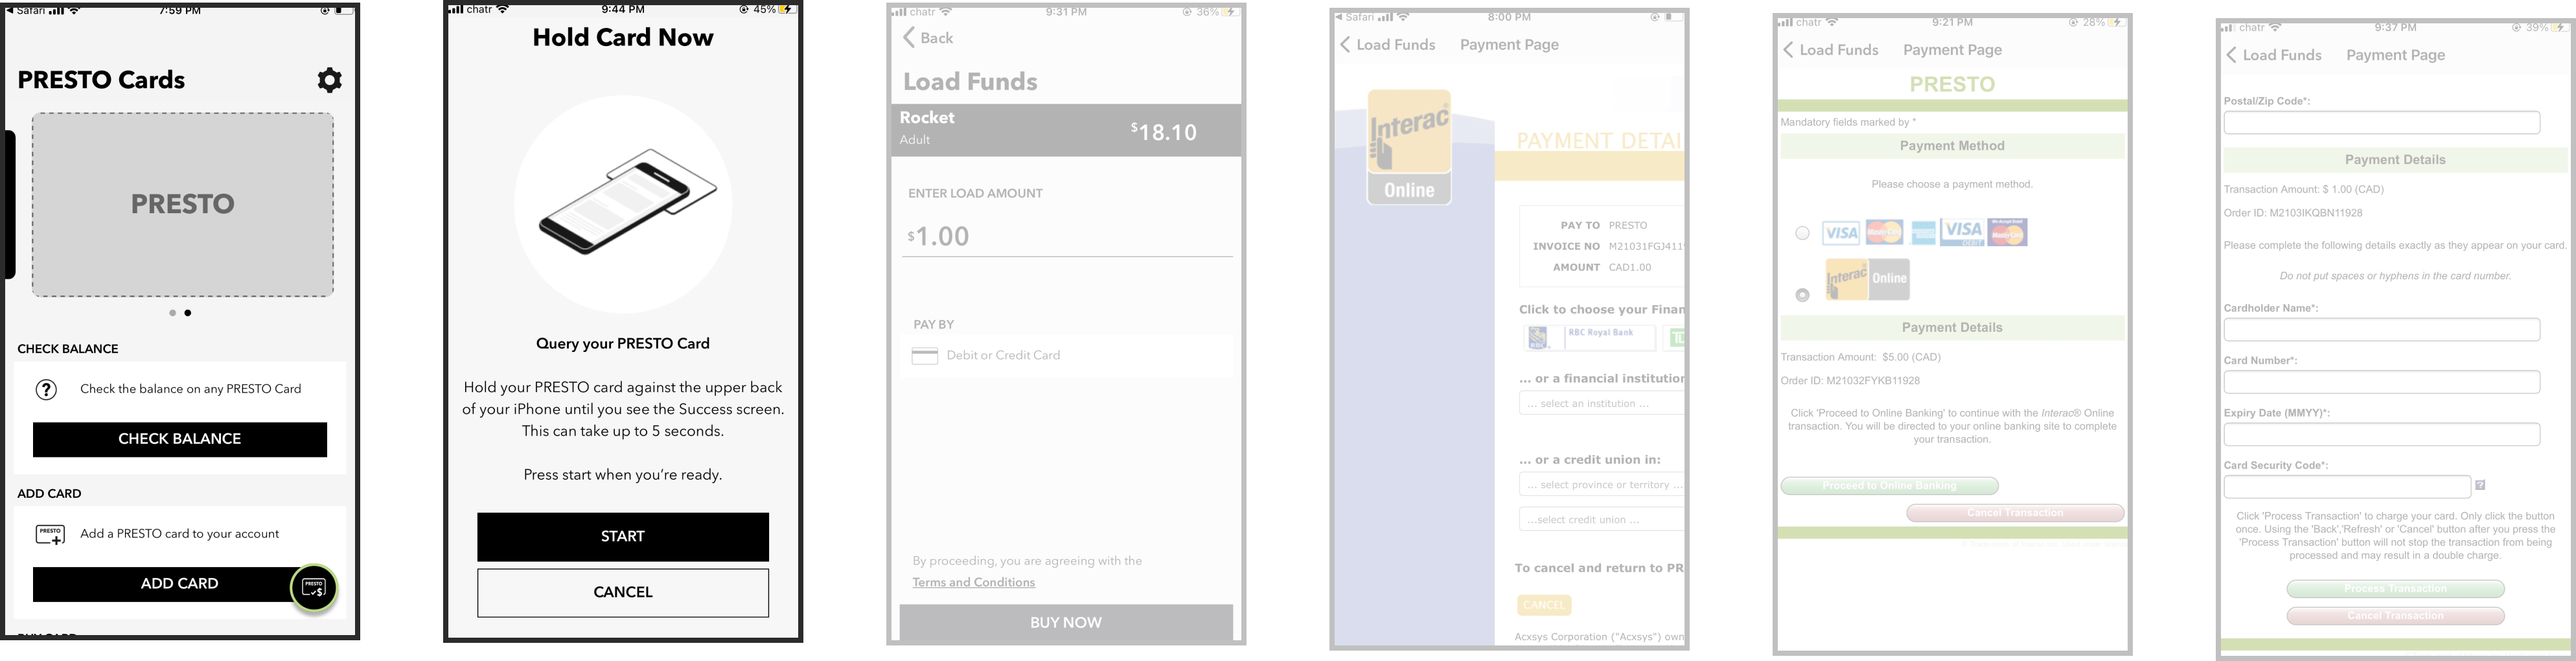 Safari 7:59 PM
PRESTO Cards
PRESTO
CHECK BALANCE
Check the balance on any PRESTO Card
CHECK BALANCE
ADD CARD
PRESTO
Add a PRESTO card to your account
ADD CARD
PRESTO
chatr 9:44 PM 45%
Hold Card Now
Query your PRESTO Card
Hold your PRESTO card against the upper back
of your iPhone until you see the Success screen.
This can take up to 5 seconds.
Press start when you're ready.
START
CANCEL
chatr 9:31 PM 36%
Back
Load Funds
Rocket
Adult
$18.10
ENTER LOAD AMOUNT
$1.00
PAY BY
Debit or Credit Card
By proceeding, you are agreeing with the
Terms and Conditions
BUY NOW
Safari 8:00 PM
Load Funds Payment Page
Interac
Online
PAYMENT DETAI
PAY TO PRESTO
INVOICE NO M21031FGJ411
AMOUNT CAD1.00
Click to choose your Finan
RBC RBC Royal Bank
... or a financial institution
... select an institution ...
... or a credit union in:
... select province or territory ...
...select credit union ...
To cancel and return to PR
CANCEL
Acxsys Corporation ("Acxsys") own
chatr 9:21 PM 28%
Load Funds Payment Page
PRESTO
Mandatory fields marked by *
Payment Method
Please choose a payment method.
VISA MasterCard VISA DEBIT MasterCard
Interac Online
Payment Details
Transaction Amount: $5.00 (CAD)
Order ID: M21032FYKB11928
Click 'Proceed to Online Banking' to continue with the Interac® Online
transaction. You will be directed to your online banking site to complete
your transaction.
Proceed to Online Banking
Cancel Transaction
chatr 9:37 PM 39%
Load Funds Payment Page
Postal/Zip Code*:
Payment Details
Transaction Amount: $ 1.00 (CAD)
Order ID: M2103IKQBN11928
Please complete the following details exactly as they appear on your card.
Do not put spaces or hyphens in the card number.
Cardholder Name*:
Card Number*:
Expiry Date (MMYY)*:
Card Security Code*:
Click 'Process Transaction' to charge your card. Only click the button
once. Using the 'Back','Refresh' or 'Cancel' button after you press the
'Process Transaction' button will not stop the transaction from being
processed and may result in a double charge.
Process Transaction
Cancel Transaction